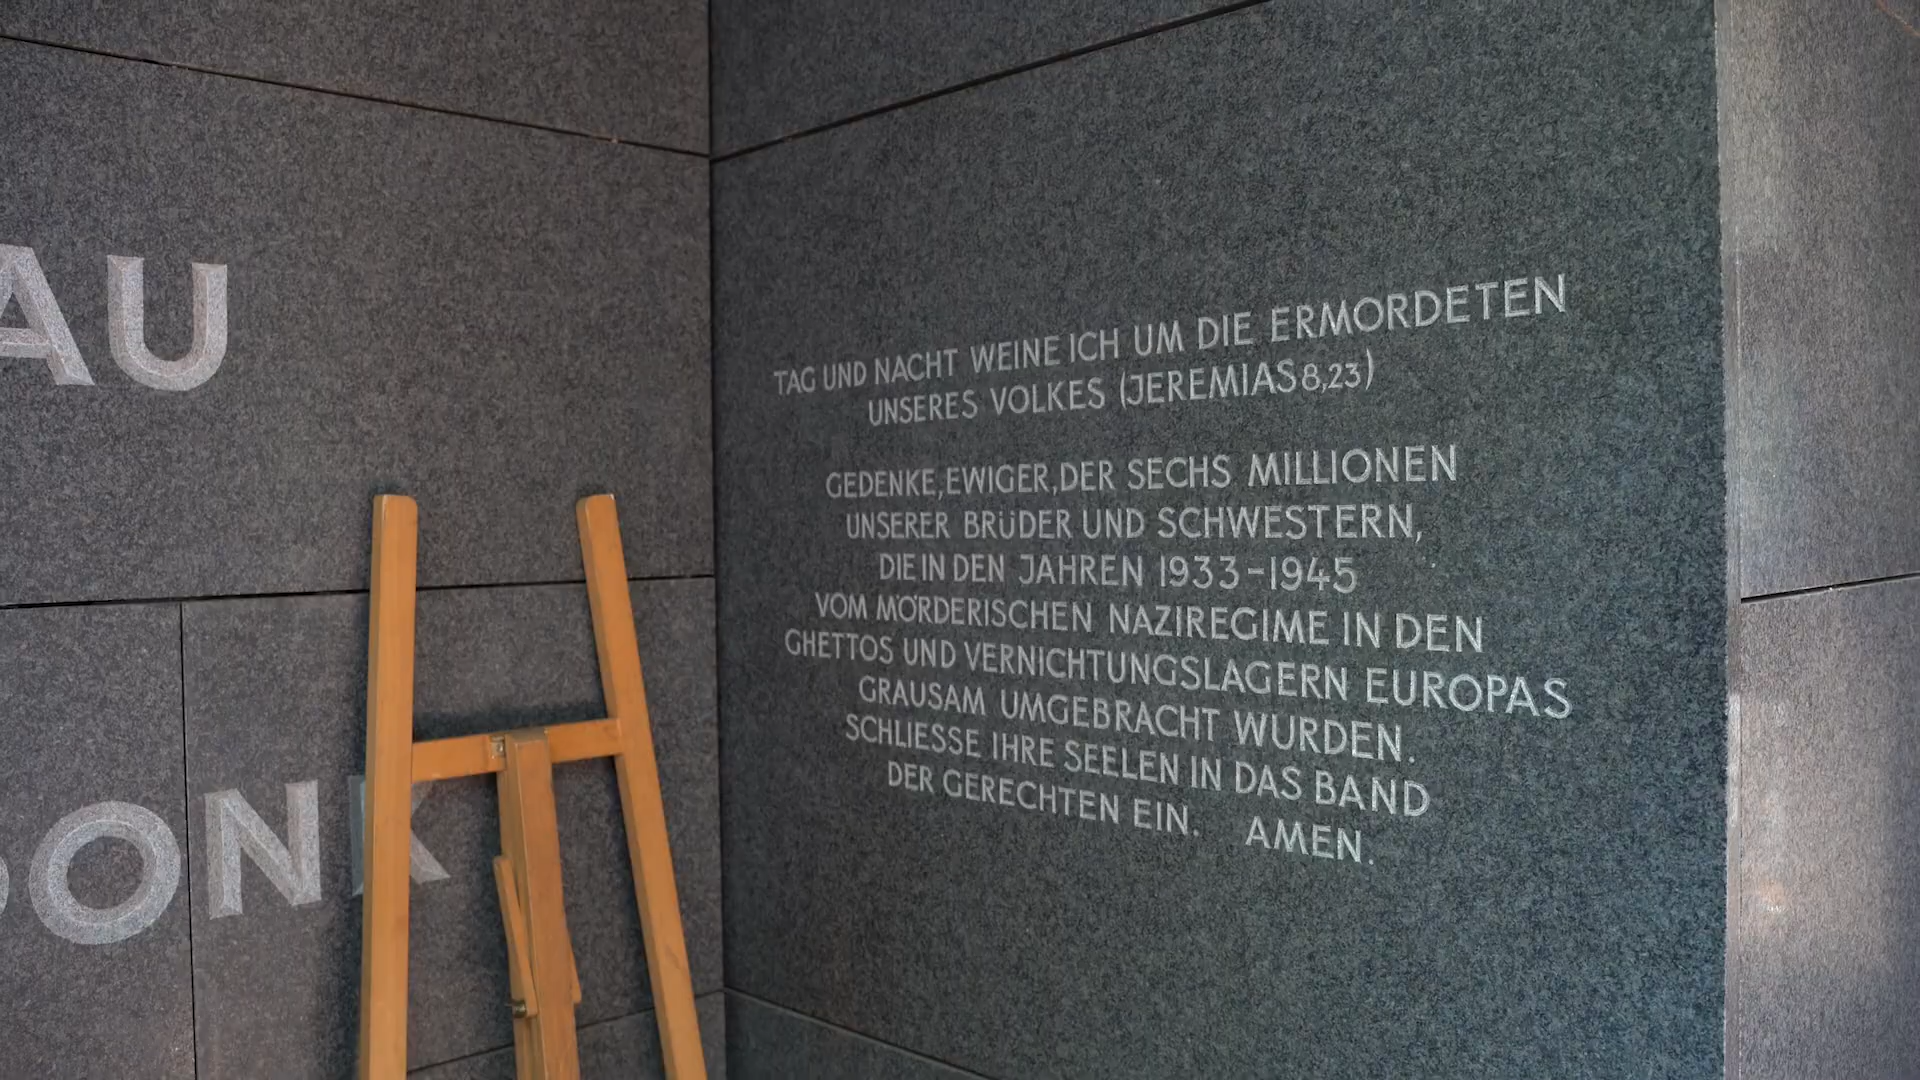 AU
ONK
TAG UND NACHT WEINE ICH UM DIE ERMORDETEN
UNSERES VOLKES (JEREMIAS 8,23)
GEDENKE, EWIGER, DER SECHS MILLIONEN
UNSERER BRÜDER UND SCHWESTERN,
DIE IN DEN JAHREN 1933-1945
VOM MÖRDERISCHEN NAZIREGIME IN DEN
GHETTOS UND VERNICHTUNGSLAGERN EUROPAS
GRAUSAM UMGEBRACHT WURDEN.
SCHLIESSE IHRE SEELEN IN DAS BAND
DER GERECHTEN EIN. AMEN.